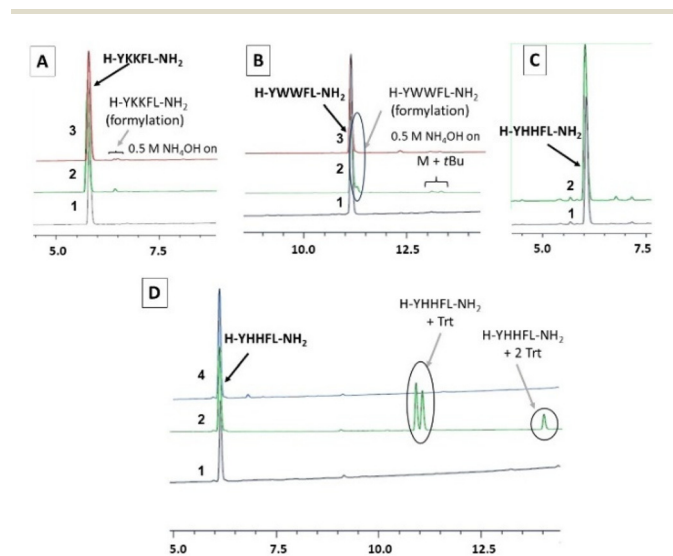 A
H-YKKFL-NH₂
H-YKKFL-NH₂
(formylation)
3
0.5 M NH₄OH on
2
1
5.0
7.5
B
H-YWWFL-NH₂
H-YWWFL-NH₂
(formylation)
3
0.5 M NH₄OH on
2
M + tBu
1
10.0
12.5
C
H-YHHFL-NH₂
2
1
5.0
7.5
D
H-YHHFL-NH₂
H-YHHFL-NH₂
+ Trt
H-YHHFL-NH₂
+ 2 Trt
4
2
1
5.0
7.5
10.0
12.5